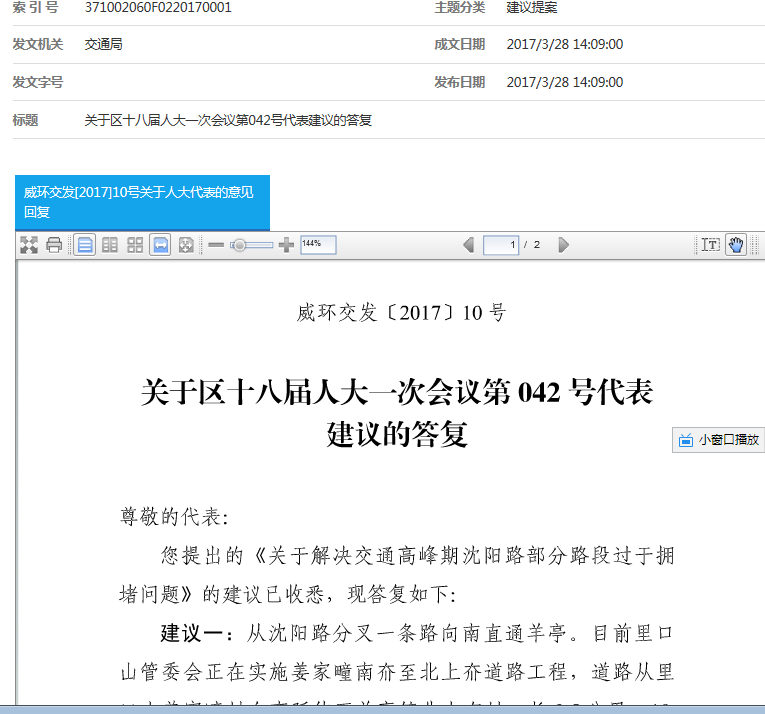 索 引 号 371002060F0220170001 主题分类 建议提案
发文机关 交通局 成文日期 2017/3/28 14:09:00
发文字号 发布日期 2017/3/28 14:09:00
标题 关于区十八届人大一次会议第042号代表建议的答复
威环交发[2017]10号关于人大代表的意见
回复
144% 1 / 2
威环交发〔2017〕10 号
关于区十八届人大一次会议第 042 号代表
建议的答复
小窗口播放
尊敬的代表：
您提出的《关于解决交通高峰期沈阳路部分路段过于拥
堵问题》的建议已收悉，现答复如下：
建议一：从沈阳路分叉一条路向南直通羊亭。目前里口
山管委会正在实施姜家疃南夼至北上夼道路工程，道路从里